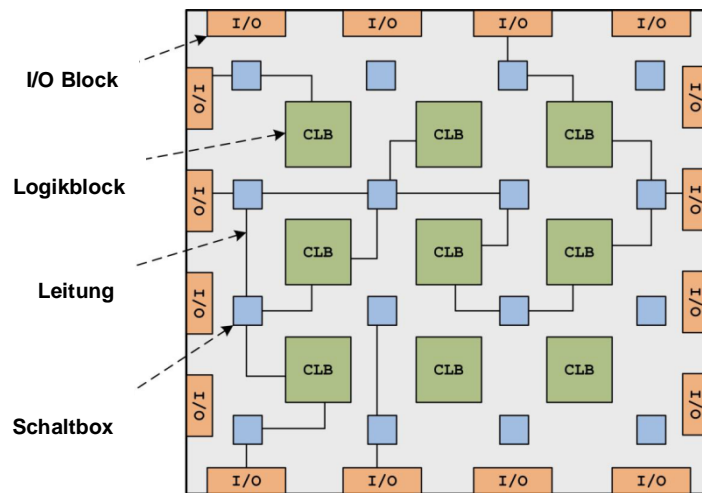 I/O I/O I/O I/O
I/O Block
I/O I/O
CLB CLB CLB
Logikblock
I/O I/O
CLB CLB CLB
Leitung
I/O I/O
CLB CLB CLB
I/O I/O
Schaltbox
I/O I/O I/O I/O